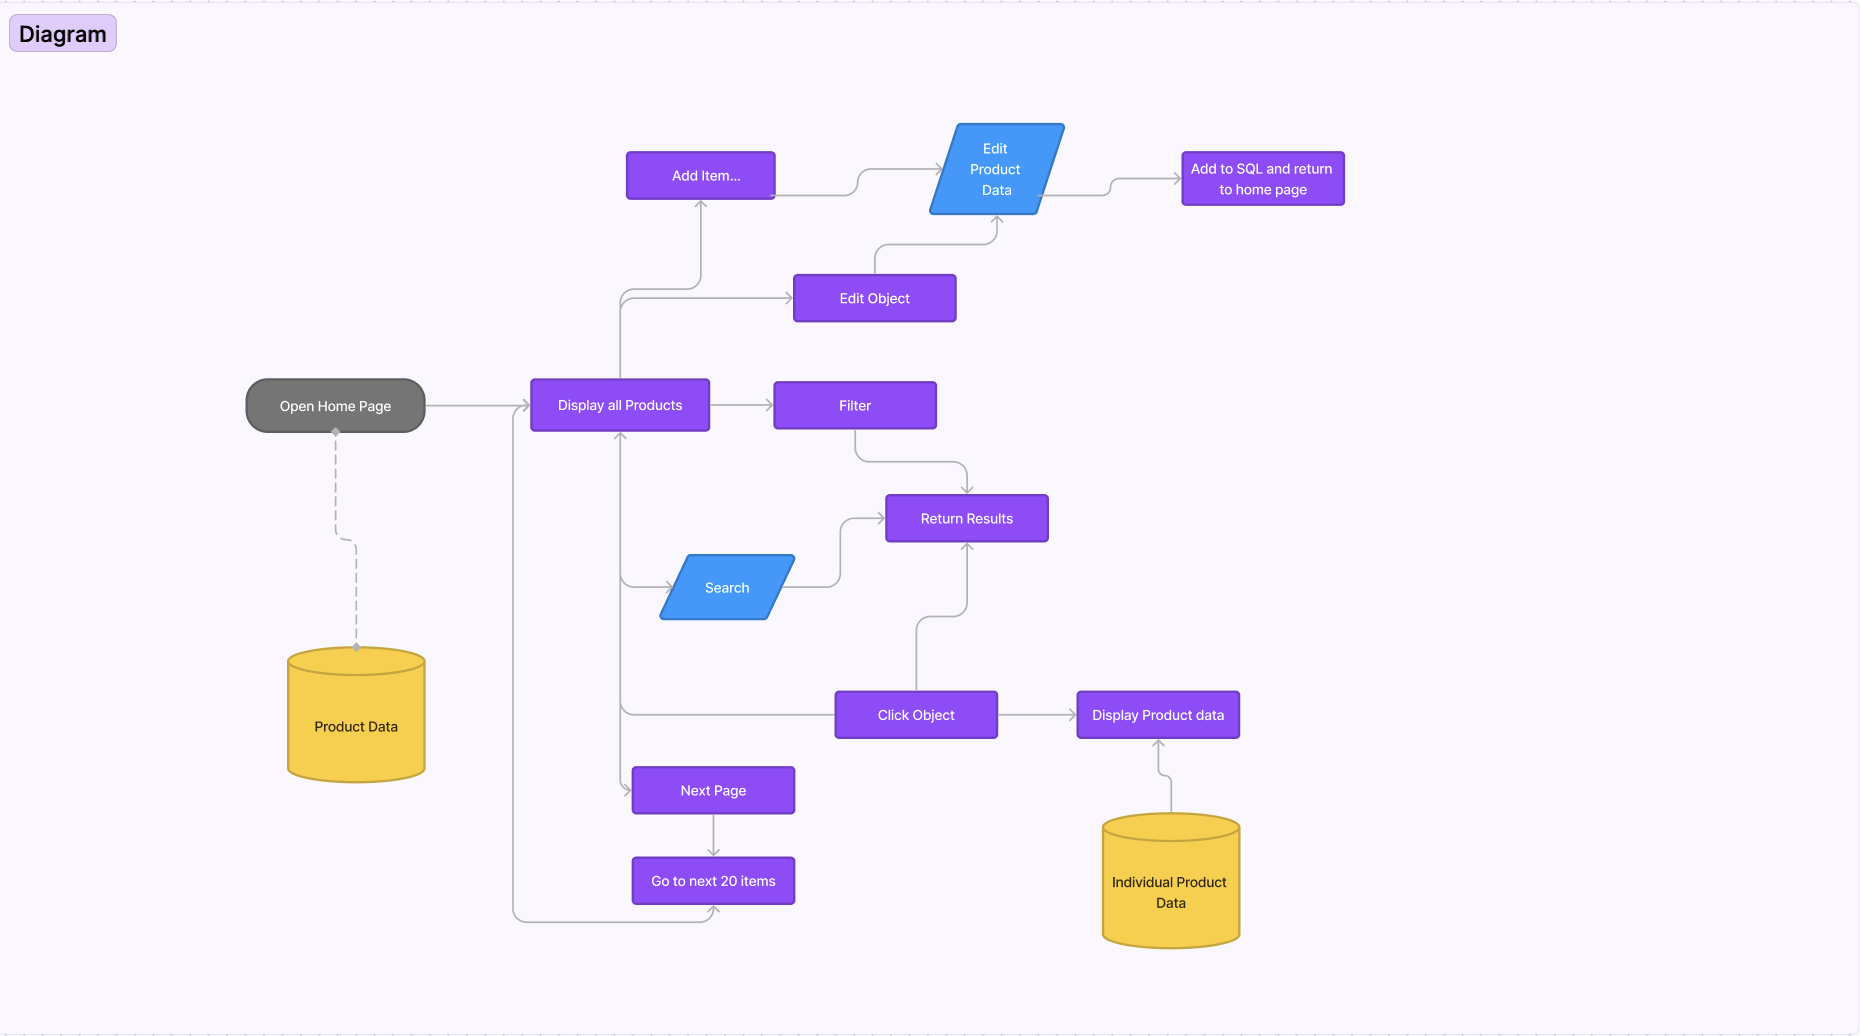 Diagram
Add Item...
Edit
Product
Data
Add to SQL and return
to home page
Edit Object
Open Home Page
Display all Products
Filter
Return Results
Search
Product Data
Click Object
Display Product data
Next Page
Go to next 20 items
Individual Product
Data